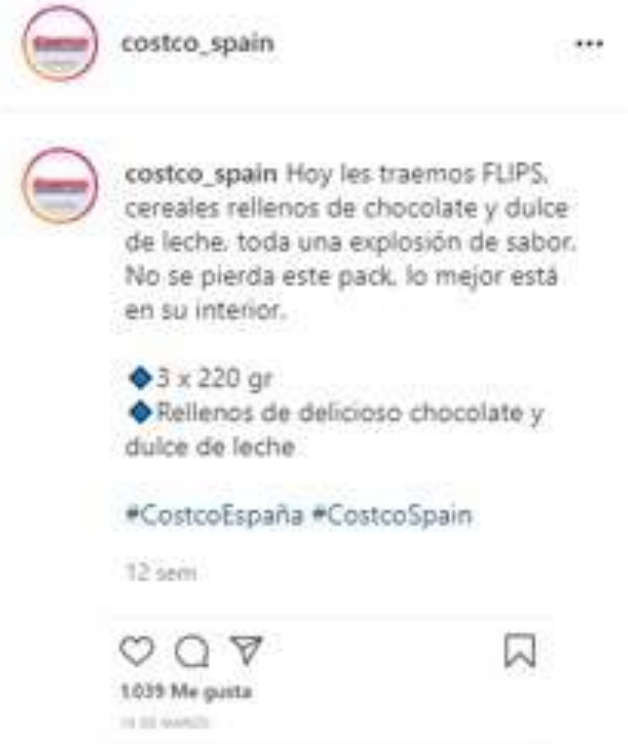 costco_spain
costco_spain Hoy les traemos FLIPS,
cereales rellenos de chocolate y dulce
de leche, toda una explosión de sabor.
No se pierda este pack, lo mejor está
en su interior.
3 x 220 gr
Rellenos de delicioso chocolate y
dulce de leche
#CostcoEspaña #CostcoSpain
12 sem
1.039 Me gusta
DE MARZO